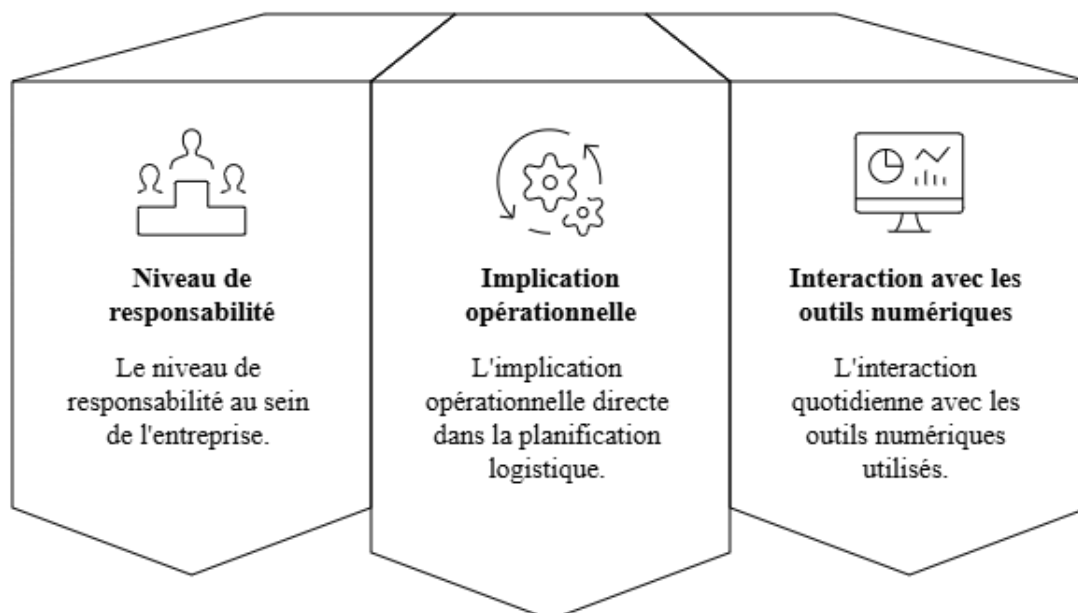 Niveau de
responsabilité
Le niveau de
responsabilité au sein
de l'entreprise.
Implication
opérationnelle
L'implication
opérationnelle directe
dans la planification
logistique.
Interaction avec les
outils numériques
L'interaction
quotidienne avec les
outils numériques
utilisés.